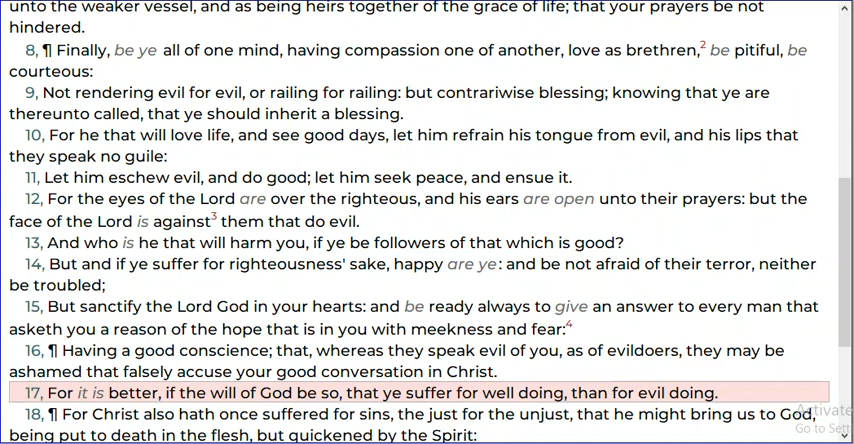 unto the weaker vessel, and as being heirs together of the grace of life; that your prayers be not
hindered.
8, ¶ Finally, be ye all of one mind, having compassion one of another, love as brethren,2 be pitiful, be
courteous:
9, Not rendering evil for evil, or railing for railing: but contrariwise blessing; knowing that ye are
thereunto called, that ye should inherit a blessing.
10, For he that will love life, and see good days, let him refrain his tongue from evil, and his lips that
they speak no guile:
11, Let him eschew evil, and do good; let him seek peace, and ensue it.
12, For the eyes of the Lord are over the righteous, and his ears are open unto their prayers: but the
face of the Lord is against3 them that do evil.
13, And who is he that will harm you, if ye be followers of that which is good?
14, But and if ye suffer for righteousness' sake, happy are ye: and be not afraid of their terror, neither
be troubled;
15, But sanctify the Lord God in your hearts: and be ready always to give an answer to every man that
asketh you a reason of the hope that is in you with meekness and fear:4
16, ¶ Having a good conscience; that, whereas they speak evil of you, as of evildoers, they may be
ashamed that falsely accuse your good conversation in Christ.
17, For it is better, if the will of God be so, that ye suffer for well doing, than for evil doing.
18, ¶ For Christ also hath once suffered for sins, the just for the unjust, that he might bring us to God,
being put to death in the flesh, but quickened by the Spirit:
Activate
Go to Sett